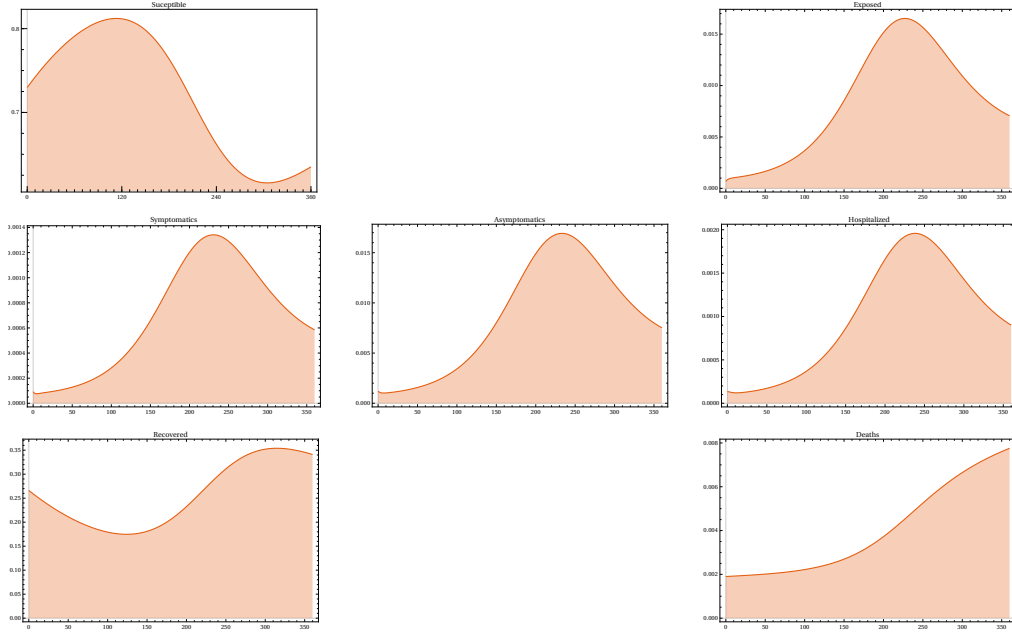 Suceptible
0.8
0.7
0 120 240 360
Exposed
0.015
0.010
0.005
0.000
0 50 100 150 200 250 300 350
Symptomatics
0.0014
0.0012
0.0010
0.0008
0.0006
0.0004
0.0002
0.0000
0 50 100 150 200 250 300 350
Asymptomatics
0.015
0.010
0.005
0.000
0 50 100 150 200 250 300 350
Hospitalized
0.0020
0.0015
0.0010
0.0005
0.0000
0 50 100 150 200 250 300 350
Recovered
0.35
0.30
0.25
0.20
0.15
0.10
0.05
0.00
0 50 100 150 200 250 300 350
Deaths
0.008
0.006
0.004
0.002
0.000
0 50 100 150 200 250 300 350